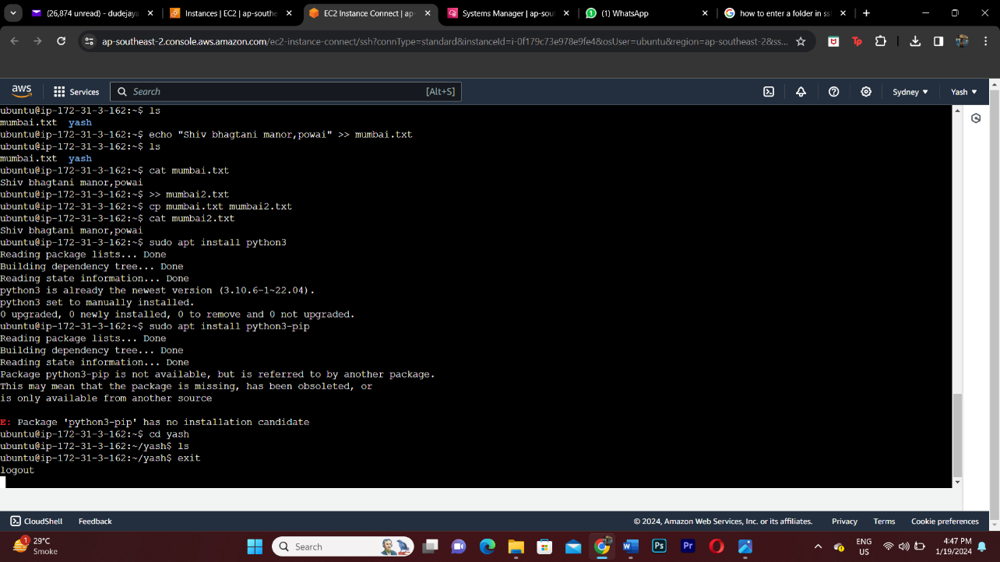 (26,874 unread) - dudejaya
Instances | EC2 | ap-southe
EC2 Instance Connect | ap-
Systems Manager | ap-sout
(1) WhatsApp
how to enter a folder in ssh
ap-southeast-2.console.aws.amazon.com/ec2-instance-connect/ssh?connType=standard&instanceId=i-0f179c73e978e9fe4&osUser=ubuntu&region=ap-southeast-2&ss...
aws
Services
Search
[Alt+S]
Sydney
Yash
ubuntu@ip-172-31-3-162:~$ ls
mumbai.txt  yash
ubuntu@ip-172-31-3-162:~$ echo "Shiv bhagtani manor,powai" >> mumbai.txt
ubuntu@ip-172-31-3-162:~$ ls
mumbai.txt  yash
ubuntu@ip-172-31-3-162:~$ cat mumbai.txt
Shiv bhagtani manor,powai
ubuntu@ip-172-31-3-162:~$ >> mumbai2.txt
ubuntu@ip-172-31-3-162:~$ cp mumbai.txt mumbai2.txt
ubuntu@ip-172-31-3-162:~$ cat mumbai2.txt
Shiv bhagtani manor,powai
ubuntu@ip-172-31-3-162:~$ sudo apt install python3
Reading package lists... Done
Building dependency tree... Done
Reading state information... Done
python3 is already the newest version (3.10.6-1~22.04).
python3 set to manually installed.
0 upgraded, 0 newly installed, 0 to remove and 0 not upgraded.
ubuntu@ip-172-31-3-162:~$ sudo apt install python3-pip
Reading package lists... Done
Building dependency tree... Done
Reading state information... Done
Package python3-pip is not available, but is referred to by another package.
This may mean that the package is missing, has been obsoleted, or
is only available from another source
E: Package 'python3-pip' has no installation candidate
ubuntu@ip-172-31-3-162:~$ cd yash
ubuntu@ip-172-31-3-162:~/yash$ ls
ubuntu@ip-172-31-3-162:~/yash$ exit
logout
CloudShell
Feedback
© 2024, Amazon Web Services, Inc. or its affiliates.
Privacy
Terms
Cookie preferences
1
29°C
Smoke
Search
Ps
Pr
ENG
US
4:47 PM
1/19/2024